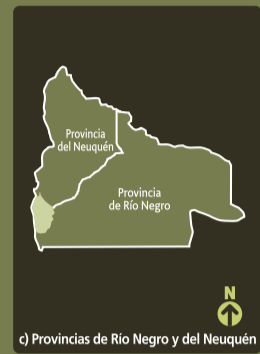 Provincia
del Neuquén
Provincia
de Río Negro
N
c) Provincias de Río Negro y del Neuquén